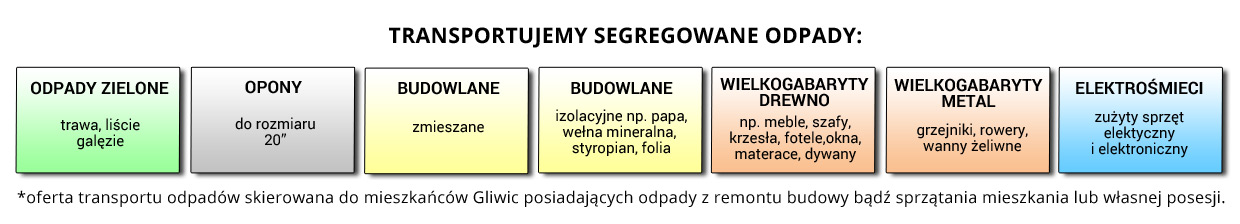 TRANSPORTUJEMY SEGREGOWANE ODPADY:
ODPADY ZIELONE
trawa, liście
galęzie
OPONY
do rozmiaru
20”
BUDOWLANE
zmieszane
BUDOWLANE
izolacyjne np. papa,
wełna mineralna,
styropian, folia
WIELKOGABARYTY
DREWNO
np. meble, szafy,
krzesła, fotele,okna,
materace, dywany
WIELKOGABARYTY
METAL
grzejniki, rowery,
wanny żeliwne
ELEKTROŚMIECI
zużyty sprzęt
elektyczny
i elektroniczny
*oferta transportu odpadów skierowana do mieszkańców Gliwic posiadających odpady z remontu budowy bądź sprzątania mieszkania lub własnej posesji.